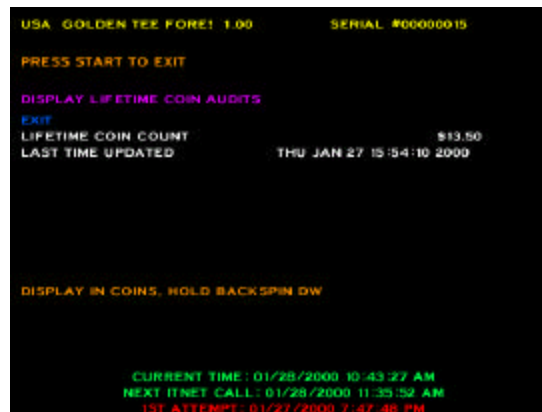 USA GOLDEN TEE FORE! 1.00 SERIAL #00000015
PRESS START TO EXIT
DISPLAY LIFETIME COIN AUDITS
EXIT
LIFETIME COIN COUNT $13.50
LAST TIME UPDATED THU JAN 27 15:54:10 2000
DISPLAY IN COINS, HOLD BACKSPIN DW
CURRENT TIME: 01/28/2000 10:43:27 AM
NEXT ITNET CALL: 01/28/2000 11:35:52 AM
1ST ATTEMPT: 01/27/2000 7:47:48 PM